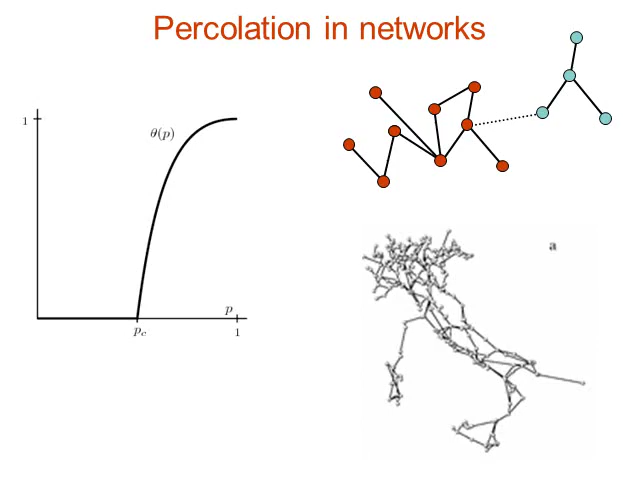 Percolation in networks
1
θ(p)
p
p_c
1
a